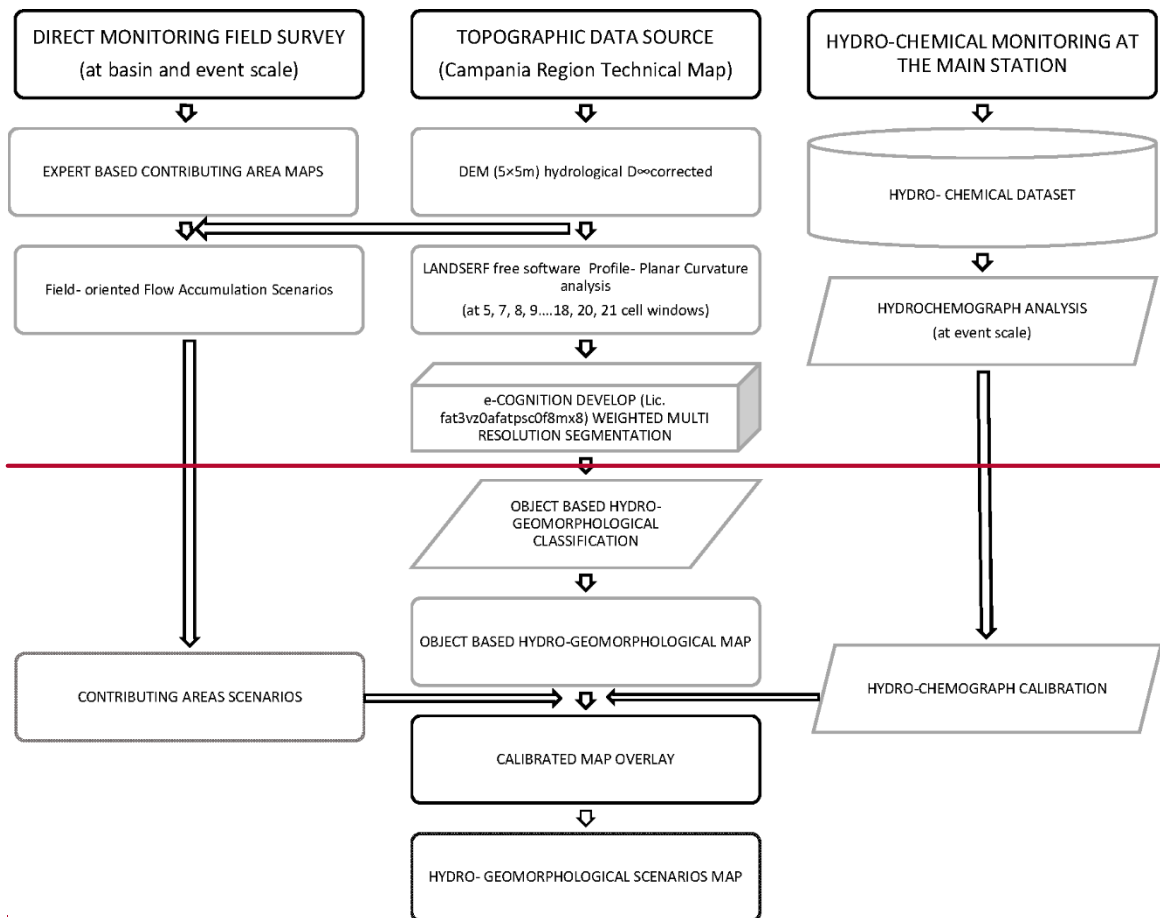 DIRECT MONITORING FIELD SURVEY
(at basin and event scale)
TOPOGRAPHIC DATA SOURCE
(Campania Region Technical Map)
HYDRO-CHEMICAL MONITORING AT
THE MAIN STATION
EXPERT BASED CONTRIBUTING AREA MAPS
DEM (5×5m) hydrological D∞corrected
HYDRO- CHEMICAL DATASET
Field- oriented Flow Accumulation Scenarios
LANDSERF free software Profile- Planar Curvature
analysis
(at 5, 7, 8, 9....18, 20, 21 cell windows)
HYDROCHEMOGRAPH ANALYSIS
(at event scale)
e-COGNITION DEVELOP (Lic.
fat3vz0afatpsc0f8mx8) WEIGHTED MULTI
RESOLUTION SEGMENTATION
OBJECT BASED HYDRO-
GEOMORPHOLOGICAL
CLASSIFICATION
OBJECT BASED HYDRO-GEOMORPHOLOGICAL MAP
CONTRIBUTING AREAS SCENARIOS
HYDRO-CHEMOGRAPH CALIBRATION
CALIBRATED MAP OVERLAY
HYDRO- GEOMORPHOLOGICAL SCENARIOS MAP